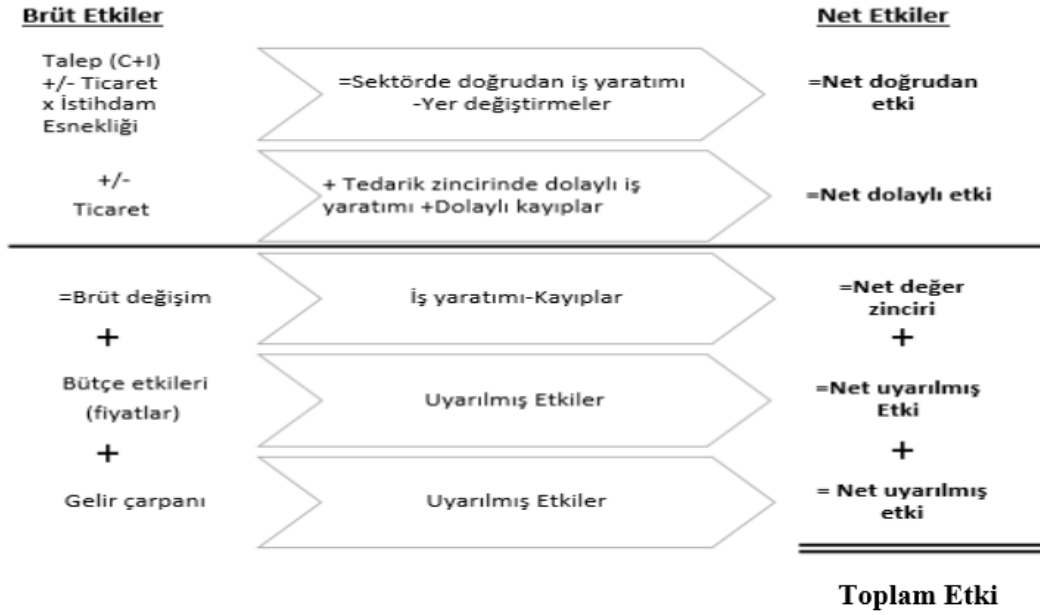 Brüt Etkiler
Net Etkiler
Talep (C+I)
+/- Ticaret
x İstihdam
Esnekliği
=Sektörde doğrudan iş yaratımı
-Yer değiştirmeler
=Net doğrudan
etki
+/-
Ticaret
+ Tedarik zincirinde dolaylı iş
yaratımı +Dolaylı kayıplar
=Net dolaylı etki
=Brüt değişim
İş yaratımı-Kayıplar
=Net değer
zinciri
+
+
Bütçe etkileri
(fiyatlar)
Uyarılmış Etkiler
=Net uyarılmış
Etki
+
+
Gelir çarpanı
Uyarılmış Etkiler
= Net uyarılmış
etki
Toplam Etki